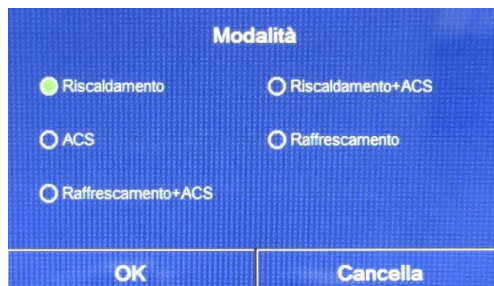 Modalità
Riscaldamento
Riscaldamento+ACS
ACS
Raffrescamento
Raffrescamento+ACS
OK
Cancella